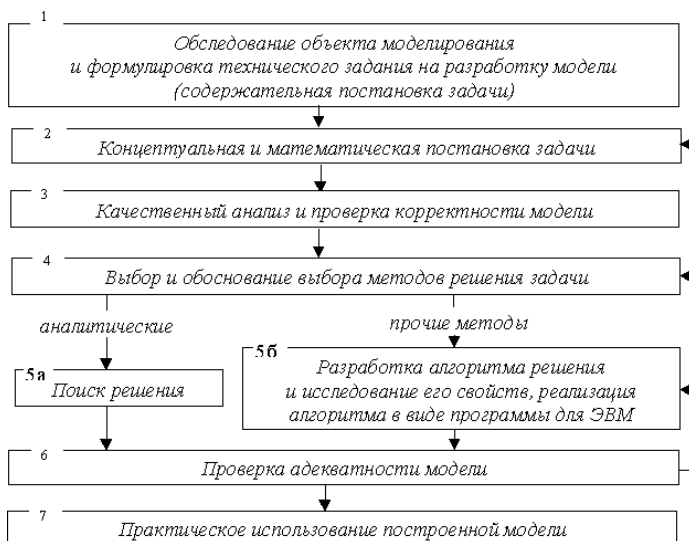 1
Обследование объекта моделирования
и формулировка технического задания на разработку модели
(содержательная постановка задачи)
2
Концептуальная и математическая постановка задачи
3
Качественный анализ и проверка корректности модели
4
Выбор и обоснование выбора методов решения задачи
аналитические
прочие методы
5а
Поиск решения
5б
Разработка алгоритма решения
и исследование его свойств, реализация
алгоритма в виде программы для ЭВМ
6
Проверка адекватности модели
7
Практическое использование построенной модели